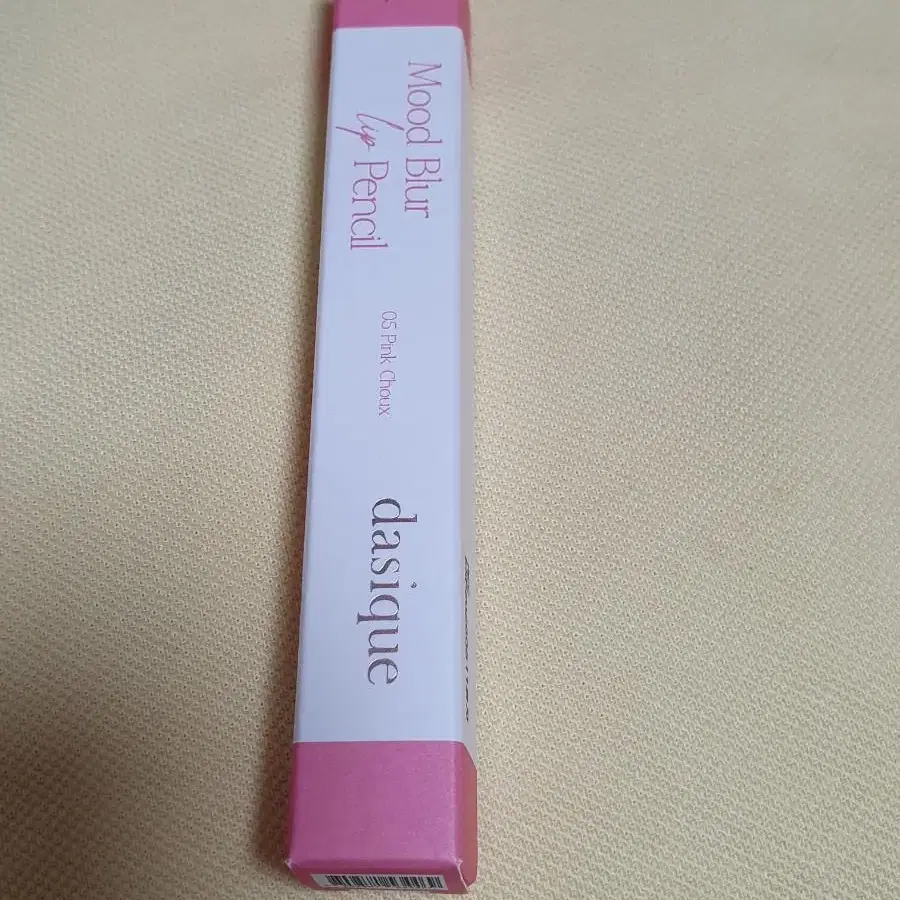 Mood Blur
lip Pencil
05 Pink Choux
dasique